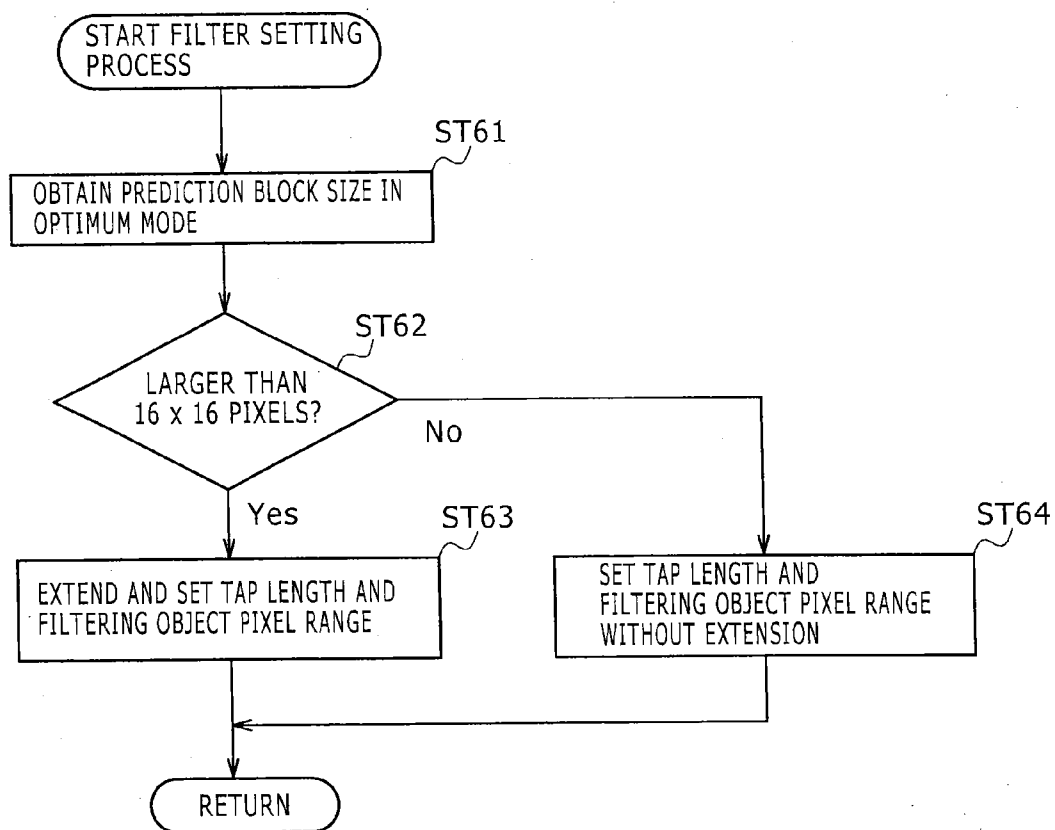 START FILTER SETTING
PROCESS
ST61
OBTAIN PREDICTION BLOCK SIZE IN
OPTIMUM MODE
ST62
LARGER THAN
16 x 16 PIXELS?
No
Yes
ST63
EXTEND AND SET TAP LENGTH AND
FILTERING OBJECT PIXEL RANGE
ST64
SET TAP LENGTH AND
FILTERING OBJECT PIXEL RANGE
WITHOUT EXTENSION
RETURN